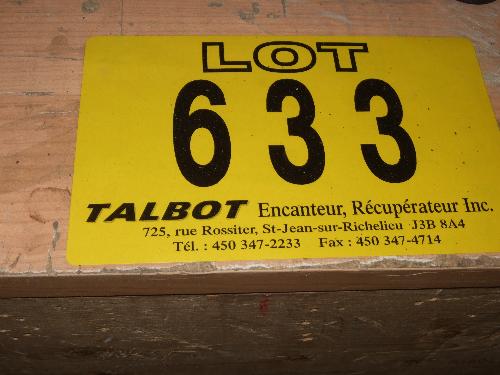 LOT
633
TALBOT Encanteur, Récupérateur Inc.
725, rue Rossiter, St-Jean-sur-Richelieu J3B 8A4
Tél. : 450 347-2233 Fax : 450 347-4714